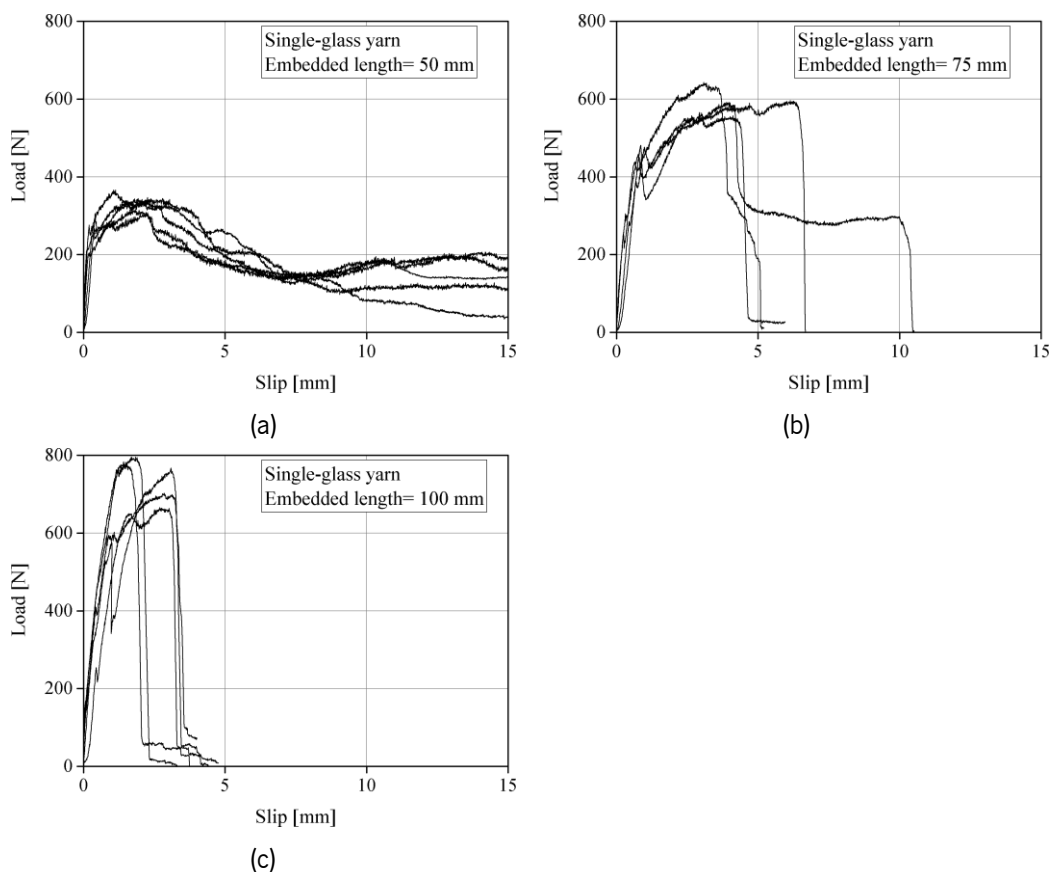 800
600
400
200
0
Load [N]
Single-glass yarn
Embedded length= 50 mm
0 5 10 15
Slip [mm]
(a)
800
600
400
200
0
Load [N]
Single-glass yarn
Embedded length= 75 mm
0 5 10 15
Slip [mm]
(b)
800
600
400
200
0
Load [N]
Single-glass yarn
Embedded length= 100 mm
0 5 10 15
Slip [mm]
(c)